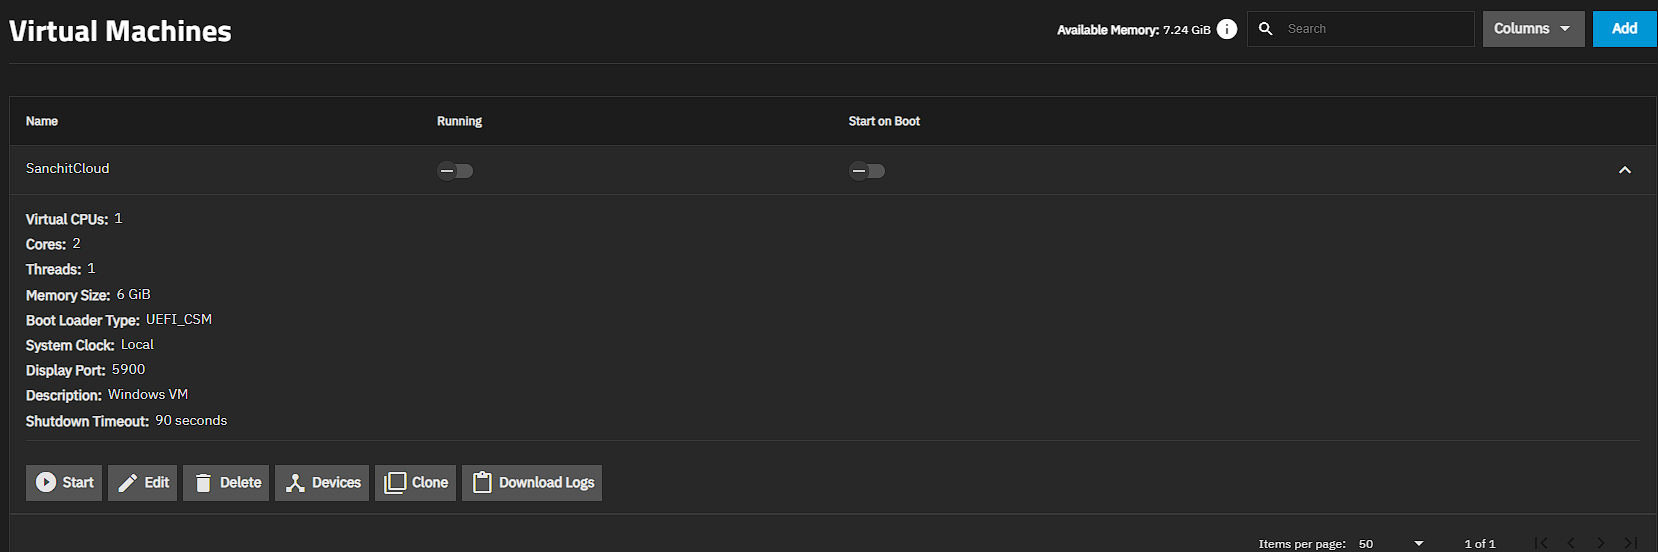 Virtual Machines
Available Memory: 7.24 GiB
Search
Columns
Add
Name Running Start on Boot
SanchitCloud
Virtual CPUs: 1
Cores: 2
Threads: 1
Memory Size: 6 GiB
Boot Loader Type: UEFI_CSM
System Clock: Local
Display Port: 5900
Description: Windows VM
Shutdown Timeout: 90 seconds
Start Edit Delete Devices Clone Download Logs
Items per page: 50 1 of 1